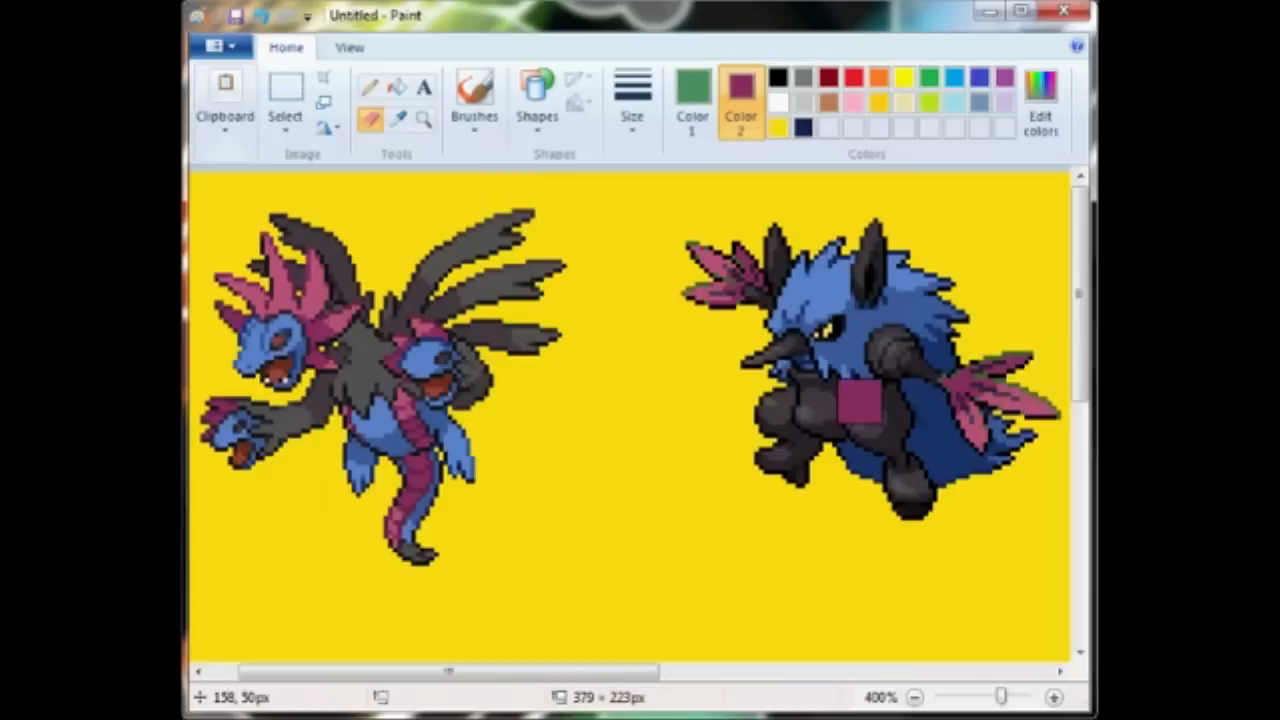 Untitled - Paint
Home View
Clipboard Select Brushes Shapes Size Color 1 Color 2 Edit colors
Image Tools Shapes Colors
158, 50px 379 × 223px 400%